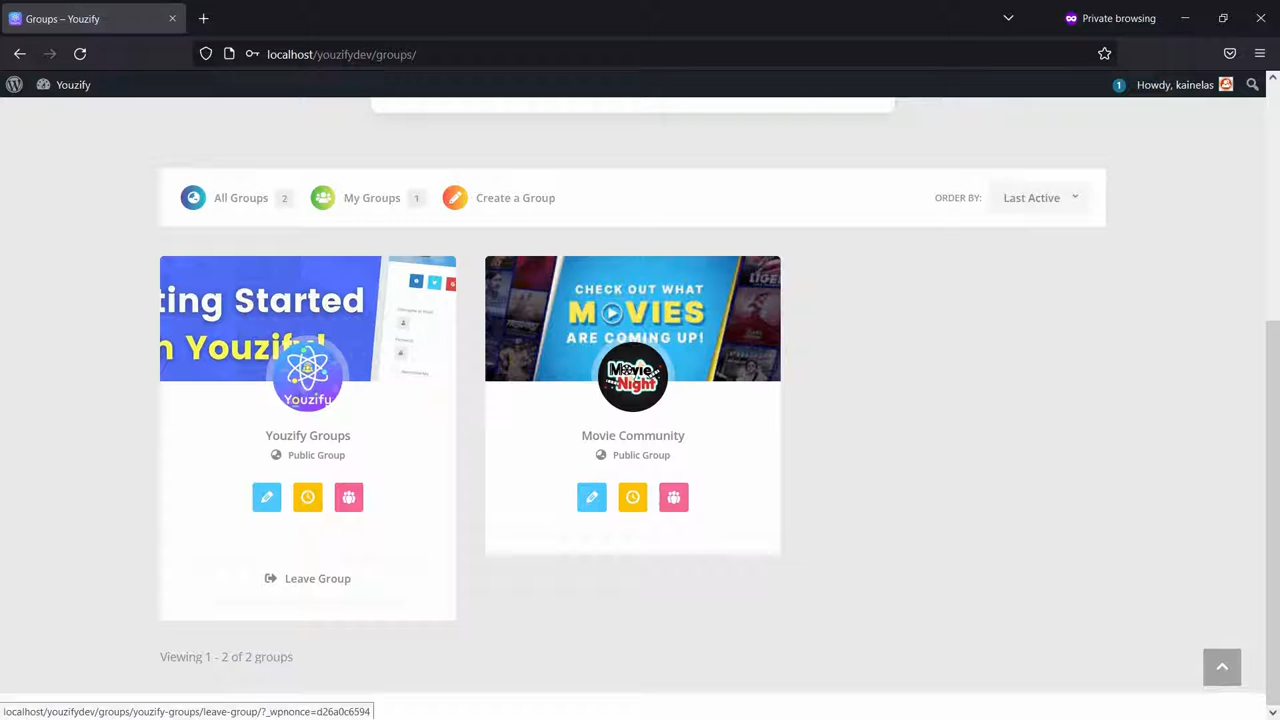 Groups – Youzify
Private browsing
localhost/youzifydev/groups/
Youzify
1
Howdy, kainelas
All Groups 2
My Groups 1
Create a Group
ORDER BY:
Last Active
ting Started
n Youzify!
Youzify
Youzify Groups
Public Group
Leave Group
CHECK OUT WHAT
MOVIES
ARE COMING UP!
Movie
Night
Movie Community
Public Group
Viewing 1 - 2 of 2 groups
localhost/youzifydev/groups/youzify-groups/leave-group/?_wpnonce=d26a0c6594